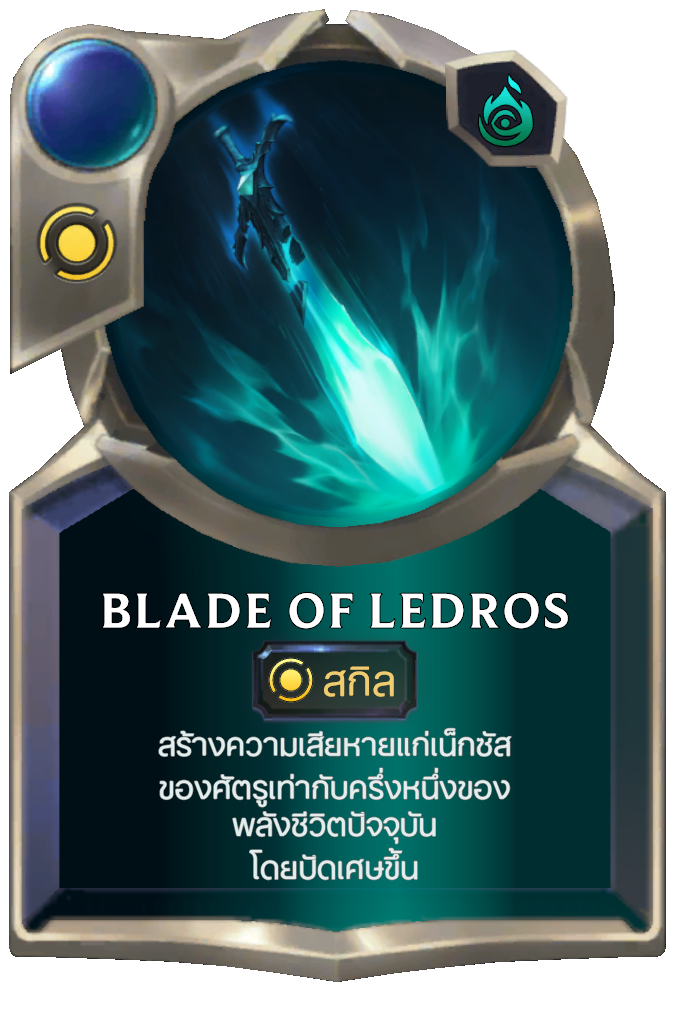 BLADE OF LEDROS
สกิล
สร้างความเสียหายแก่เน็กซัส
ของศัตรูเท่ากับครึ่งหนึ่งของ
พลังชีวิตปัจจุบัน
โดยปัดเศษขึ้น